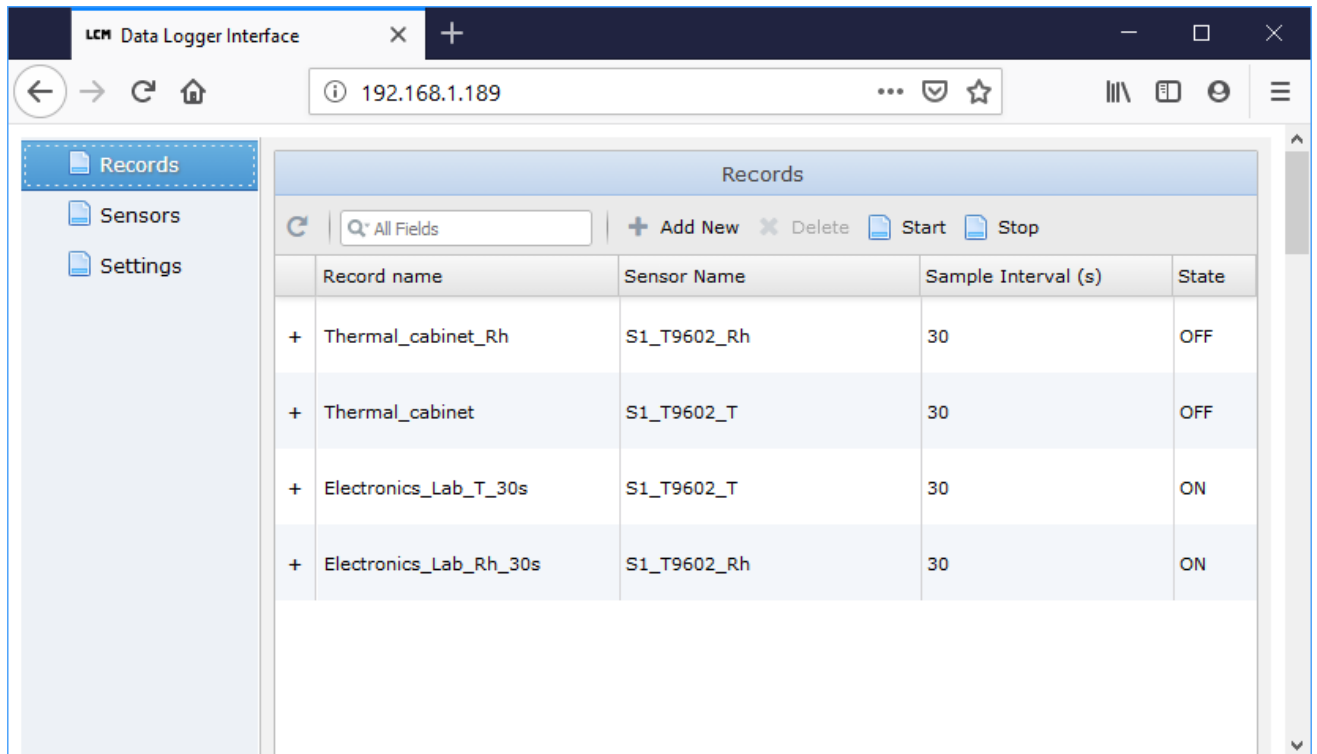 LCM Data Logger Interface
192.168.1.189
Records
Sensors
Settings
Records
All Fields
Add New Delete Start Stop
Record name Sensor Name Sample Interval (s) State
+ Thermal_cabinet_Rh S1_T9602_Rh 30 OFF
+ Thermal_cabinet S1_T9602_T 30 OFF
+ Electronics_Lab_T_30s S1_T9602_T 30 ON
+ Electronics_Lab_Rh_30s S1_T9602_Rh 30 ON